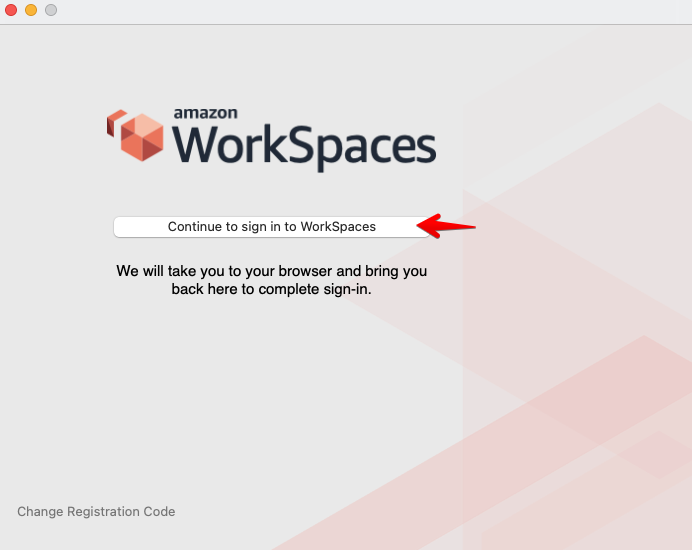 amazon
WorkSpaces
Continue to sign in to WorkSpaces
We will take you to your browser and bring you
back here to complete sign-in.
Change Registration Code